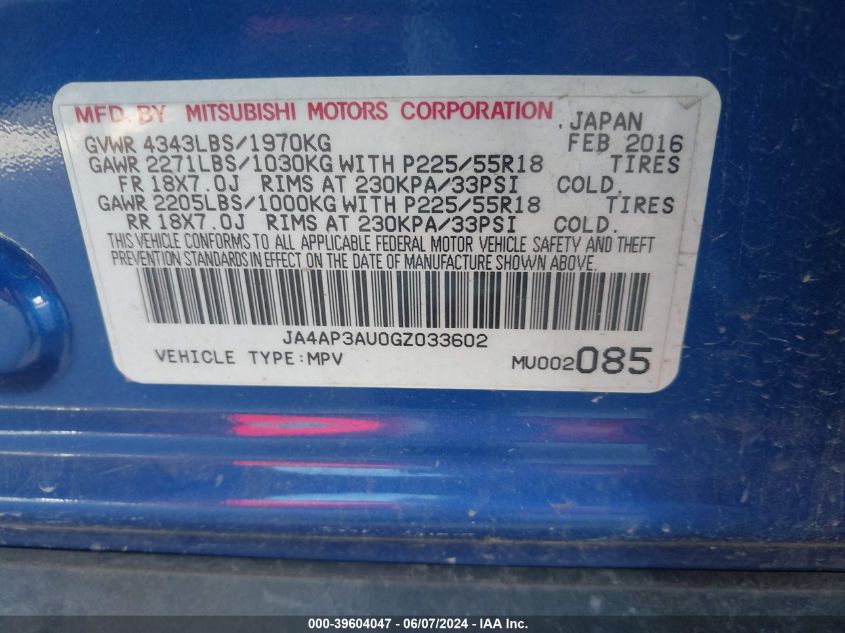 MFD. BY MITSUBISHI MOTORS CORPORATION . JAPAN
GVWR 4343LBS/1970KG FEB 2016
GAWR 2271LBS/1030KG WITH P225/55R18 TIRES
FR 18X7.0J RIMS AT 230KPA/33PSI COLD.
GAWR 2205LBS/1000KG WITH P225/55R18 TIRES
RR 18X7.0J RIMS AT 230KPA/33PSI COLD.
THIS VEHICLE CONFORMS TO ALL APPLICABLE FEDERAL MOTOR VEHICLE SAFETY AND THEFT
PREVENTION STANDARDS IN EFFECT ON THE DATE OF MANUFACTURE SHOWN ABOVE.
JA4AP3AU0GZ033602
VEHICLE TYPE:MPV MU002085
000-39604047 - 06/07/2024 - IAAI - IAA Holdings, LLC.